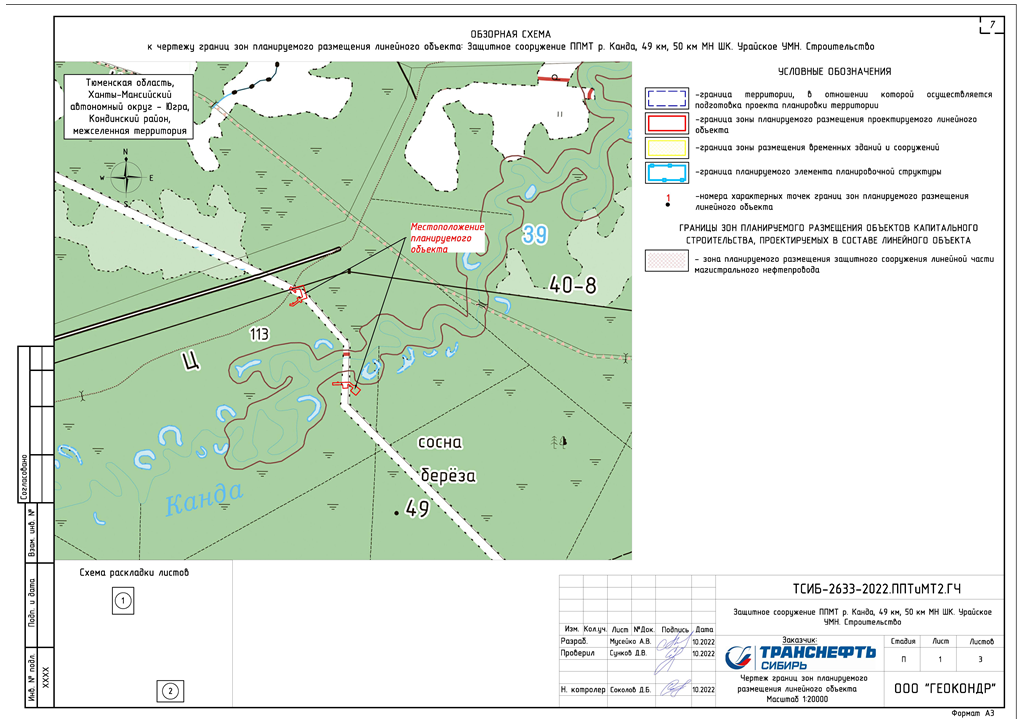 7
ОБЗОРНАЯ СХЕМА
к чертежу границ зон планируемого размещения линейного объекта: Защитное сооружение ППМТ р. Канда, 49 км, 50 км МН ШК. Урайское УМН. Строительство
Тюменская область,
Ханты-Мансийский
автономный округ - Югра,
Кондинский район,
межселенная территория
N
W E
S
Местоположение
планируемого
объекта
39
40-8
113
Ц
сосна
берёза
49
Канда
УСЛОВНЫЕ ОБОЗНАЧЕНИЯ
-граница территории, в отношении которой осуществляется
подготовка проекта планировки территории
-граница зоны планируемого размещения проектируемого линейного
объекта
-граница зоны размещения временных зданий и сооружений
-граница планируемого элемента планировочной структуры
1
-номера характерных точек границ зон планируемого размещения
линейного объекта
ГРАНИЦЫ ЗОН ПЛАНИРУЕМОГО РАЗМЕЩЕНИЯ ОБЪЕКТОВ КАПИТАЛЬНОГО
СТРОИТЕЛЬСТВА, ПРОЕКТИРУЕМЫХ В СОСТАВЕ ЛИНЕЙНОГО ОБЪЕКТА
- зона планируемого размещения защитного сооружения линейной части
магистрального нефтепровода
Согласовано
Взам. инв. №
Подп. и дата
Инв. № подл.
XXXX
Схема раскладки листов
1
2
ТСИБ-2633-2022.ППТиМТ2.ГЧ
Защитное сооружение ППМТ р. Канда, 49 км, 50 км МН ШК. Урайское
УМН. Строительство
Изм. Кол.уч. Лист №Док. Подпись Дата
Разраб. Мусейко А.В. 10.2022
Проверил Сунков Д.В. 10.2022
Н. контролер Соколов Д.Б. 10.2022
Заказчик:
ТРАНСНЕФТЬ
СИБИРЬ
Стадия Лист Листов
П 1 3
Чертеж границ зон планируемого
размещения линейного объекта
Масштаб 1:20000
ООО "ГЕОКОНДР"
Формат А3